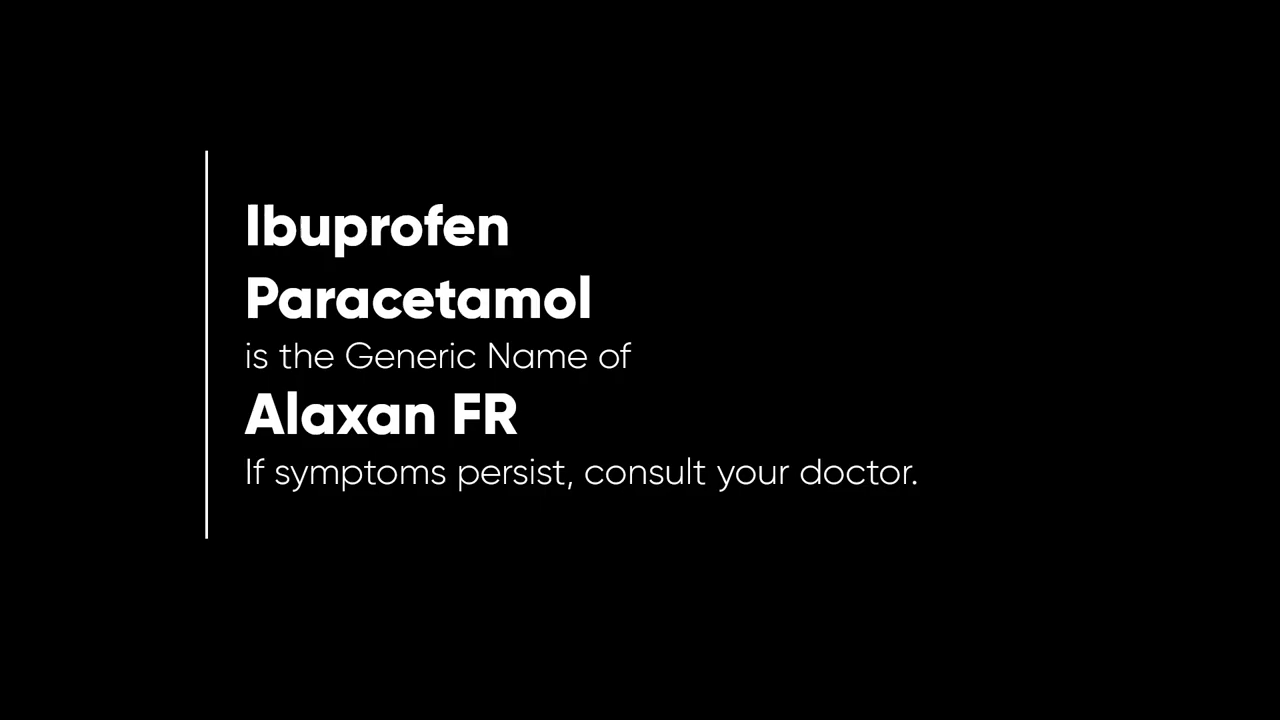 Ibuprofen
Paracetamol
is the Generic Name of
Alaxan FR
If symptoms persist, consult your doctor.